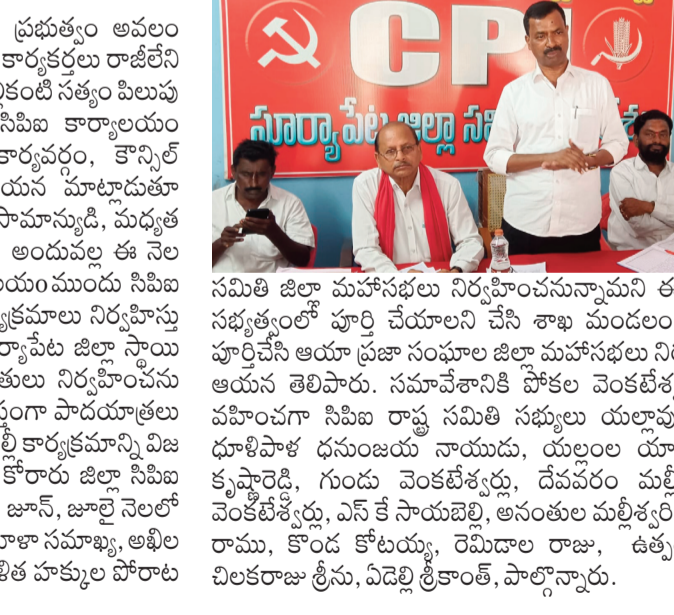 ప్రభుత్వం అవలం
కార్యకర్తలు రాజీలేని
కంటి సత్యం పిలుపు
సిపిఐ కార్యాలయం
కార్యవర్గం, కౌన్సిల్
యన మాట్లాడుతూ
సామాన్యుడి, మధ్యత
అందువల్ల ఈ నెల
ముందు సిపిఐ
క్రమాలు నిర్వహిస్తు
ర్యాపేట జిల్లా స్థాయి
తులు నిర్వహించను
స్తంగా పాదయాత్రలు
ల్లీ కార్యక్రమాన్ని విజ
కోరారు జిల్లా సిపిఐ
జూన్, జూలై నెలలో
సమాఖ్య, అఖిల
ళిత హక్కుల పోరాట
CPI
సూర్యాపేట జిల్లా
సమితి జిల్లా మహాసభలు నిర్వహించనున్నామని ఈ
సభ్యత్వంలో పూర్తి చేయాలని చేసి శాఖ మండలం
పూర్తిచేసి ఆయా ప్రజా సంఘాల జిల్లా మహాసభలు నిర
ఆయన తెలిపారు. సమావేశానికి పోకల వెంకటేశ్వ
వహించగా సిపిఐ రాష్ట్ర సమితి సభ్యులు యల్లావు
ధూళిపాళ ధనుంజయ నాయుడు, యల్లంల యా
కృష్ణారెడ్డి, గుండు వెంకటేశ్వర్లు, దేవవరం మల్లీ
వెంకటేశ్వర్లు, ఎస్ కే సాయబెల్లి, అనంతుల మల్లీశ్వరి
రాము, కొండ కోటయ్య, రెమిడాల రాజు, ఉత్ప
చిలకరాజు శ్రీను, ఏడెల్లి శ్రీకాంత్, పాల్గొన్నారు.